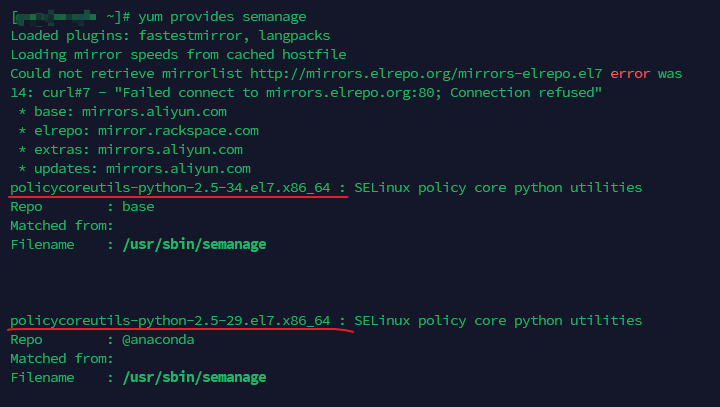 [ ~]# yum provides semanage
Loaded plugins: fastestmirror, langpacks
Loading mirror speeds from cached hostfile
Could not retrieve mirrorlist http://mirrors.elrepo.org/mirrors-elrepo.el7 error was
14: curl#7 - "Failed connect to mirrors.elrepo.org:80; Connection refused"
 * base: mirrors.aliyun.com
 * elrepo: mirror.rackspace.com
 * extras: mirrors.aliyun.com
 * updates: mirrors.aliyun.com
policycoreutils-python-2.5-34.el7.x86_64 : SELinux policy core python utilities
Repo        : base
Matched from:
Filename    : /usr/sbin/semanage
policycoreutils-python-2.5-29.el7.x86_64 : SELinux policy core python utilities
Repo        : @anaconda
Matched from:
Filename    : /usr/sbin/semanage